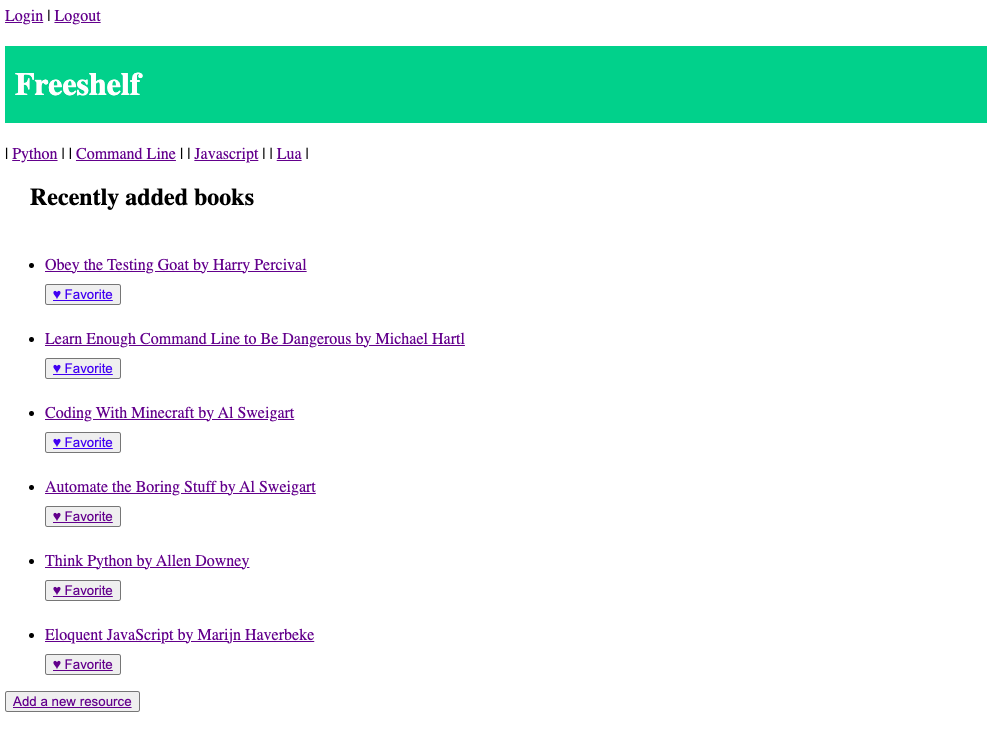 Login | Logout
Freeshelf
| Python | | Command Line | | Javascript | | Lua |
Recently added books
Obey the Testing Goat by Harry Percival
♥ Favorite
Learn Enough Command Line to Be Dangerous by Michael Hartl
♥ Favorite
Coding With Minecraft by Al Sweigart
♥ Favorite
Automate the Boring Stuff by Al Sweigart
♥ Favorite
Think Python by Allen Downey
♥ Favorite
Eloquent JavaScript by Marijn Haverbeke
♥ Favorite
Add a new resource